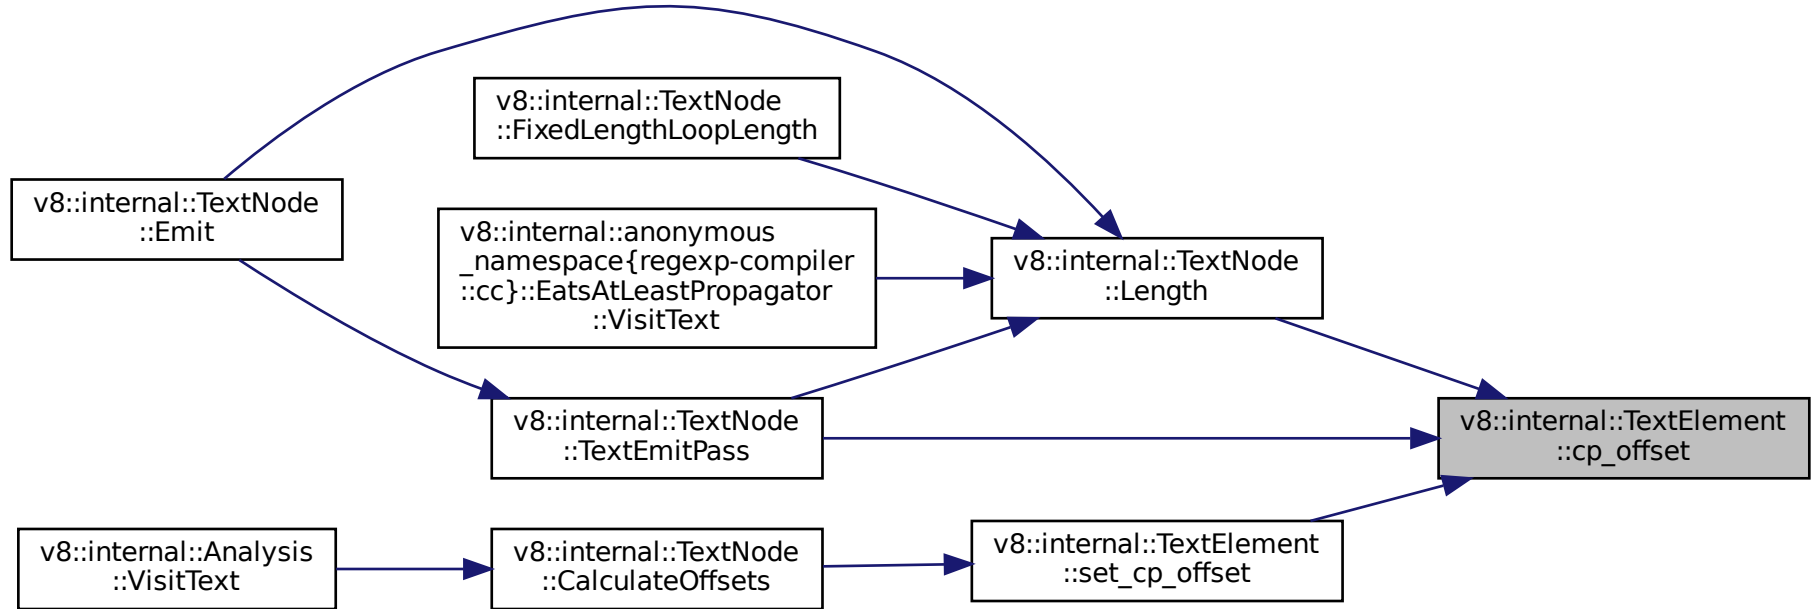 v8::internal::TextNode
::FixedLengthLoopLength
v8::internal::TextNode
::Emit
v8::internal::anonymous
_namespace{regexp-compiler
::cc}::EatsAtLeastPropagator
::VisitText
v8::internal::TextNode
::Length
v8::internal::TextNode
::TextEmitPass
v8::internal::TextElement
::cp_offset
v8::internal::Analysis
::VisitText
v8::internal::TextNode
::CalculateOffsets
v8::internal::TextElement
::set_cp_offset